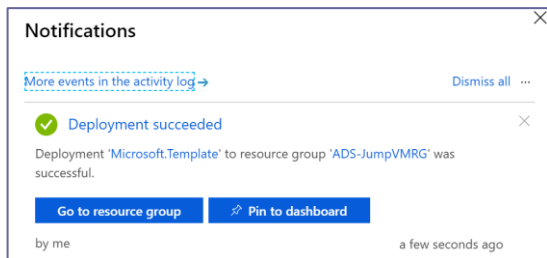 Notifications
More events in the activity log → Dismiss all ...
Deployment succeeded
Deployment 'Microsoft.Template' to resource group 'ADS-JumpVMRG' was
successful.
Go to resource group Pin to dashboard
by me a few seconds ago